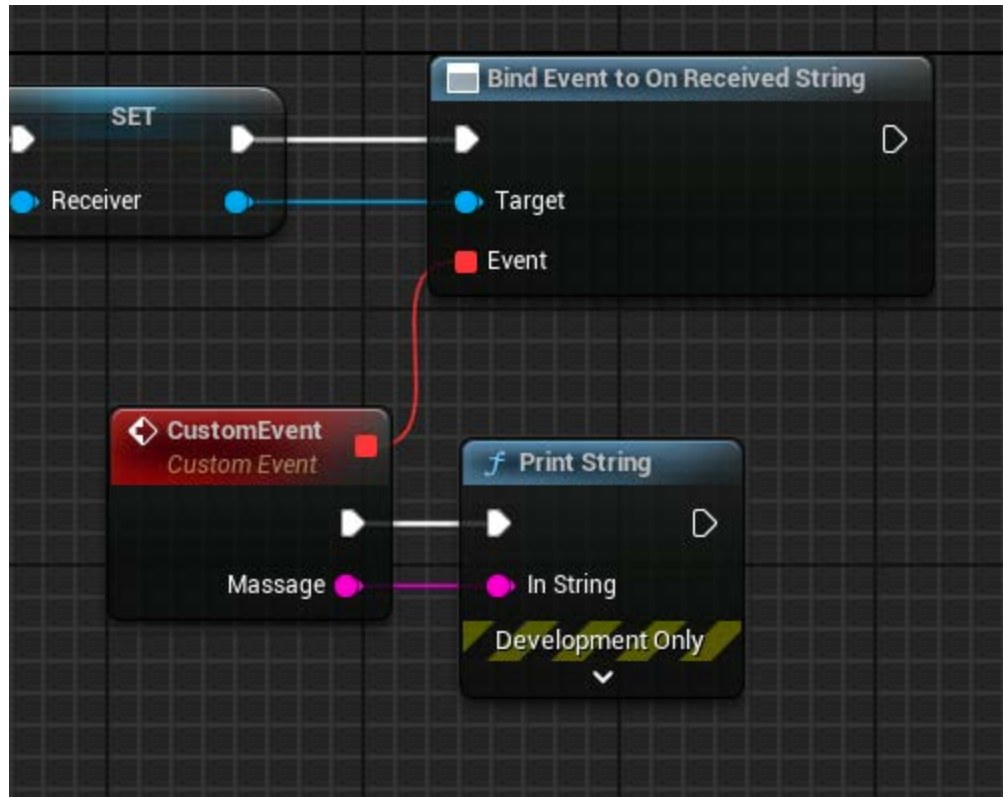 SET
Receiver
Bind Event to On Received String
Target
Event
CustomEvent
Custom Event
Massage
Print String
In String
Development Only